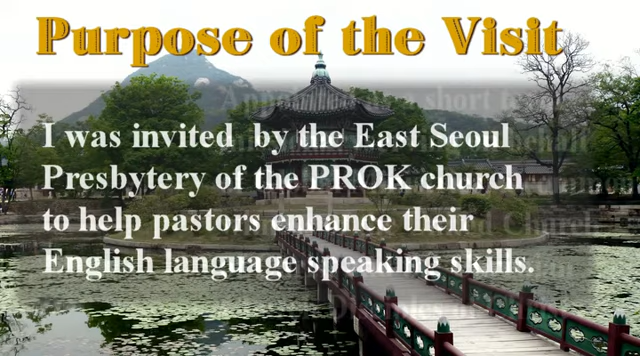 Purpose of the Visit
I was invited by the East Seoul
Presbytery of the PROK church
to help pastors enhance their
English language speaking skills.